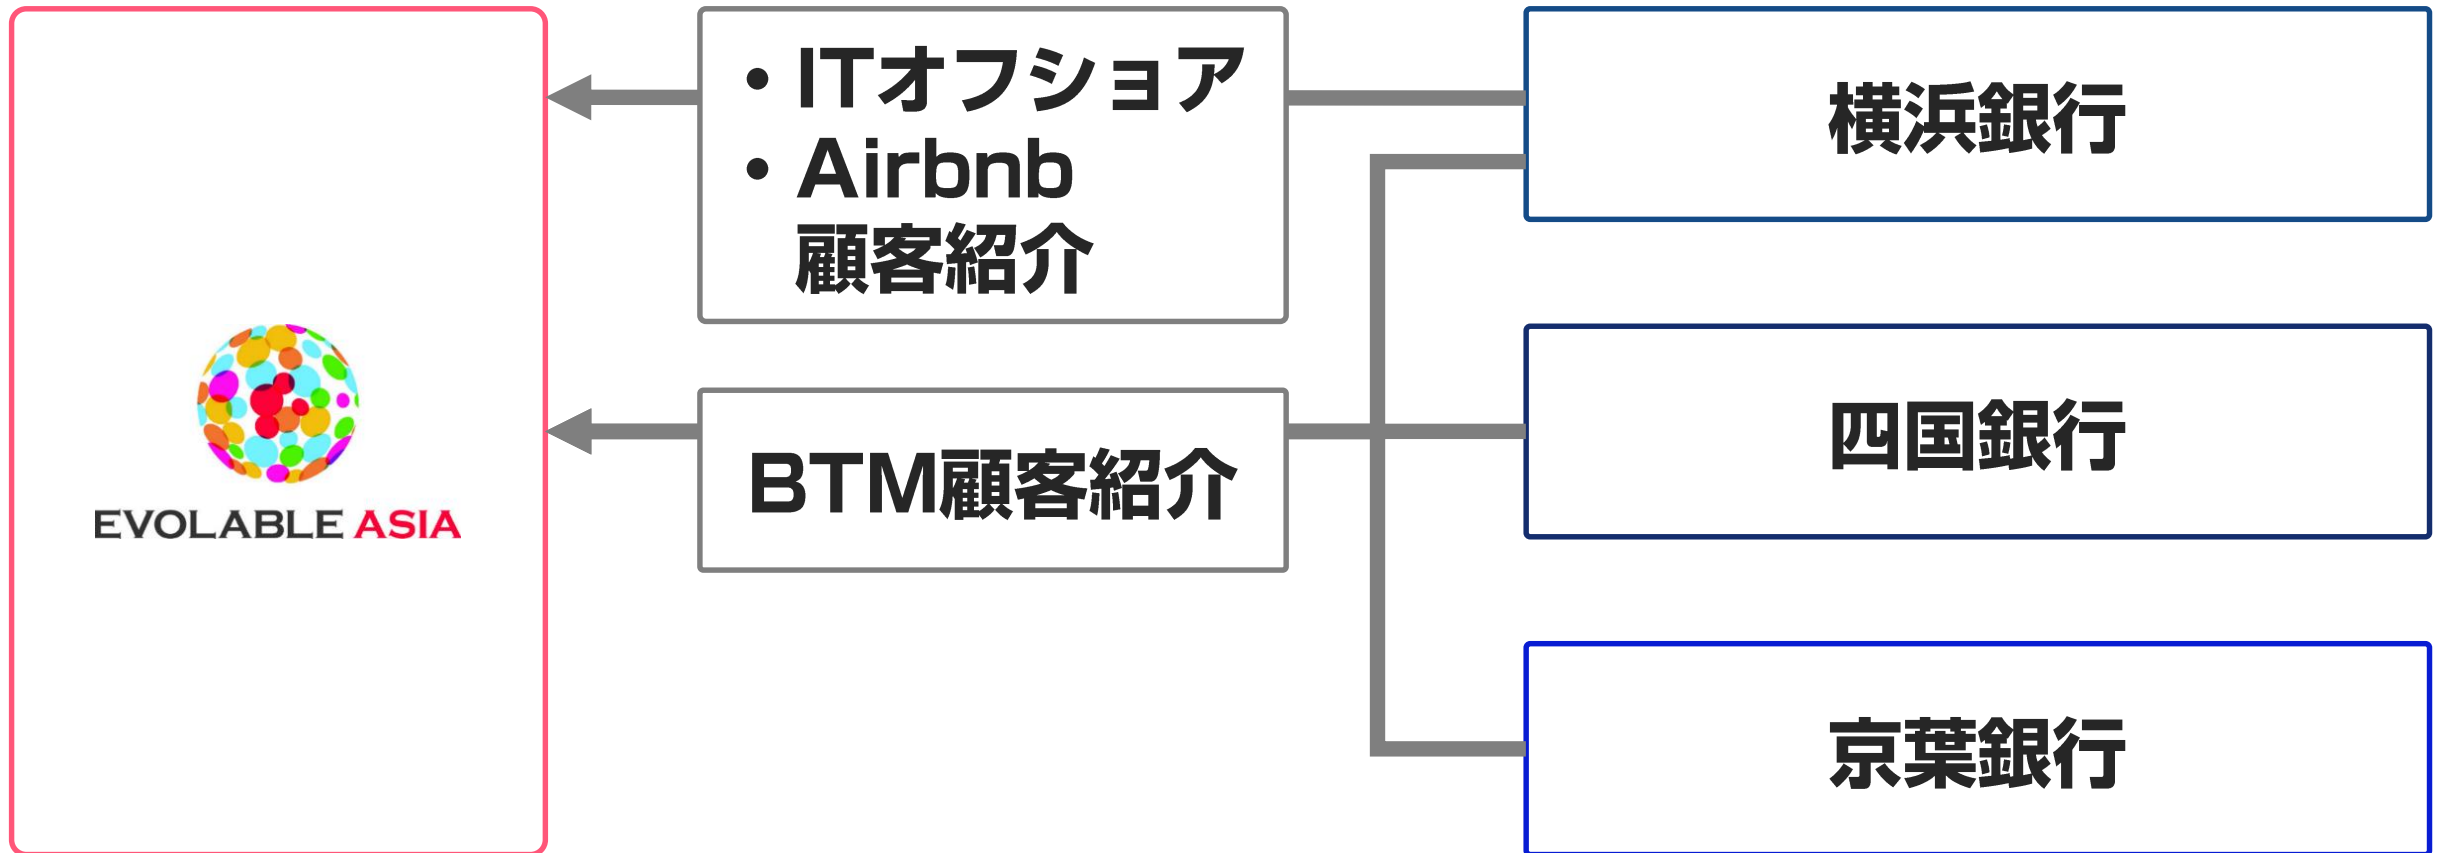 EVOLABLE ASIA
・ITオフショア
・Airbnb
顧客紹介
BTM顧客紹介
横浜銀行
四国銀行
京葉銀行